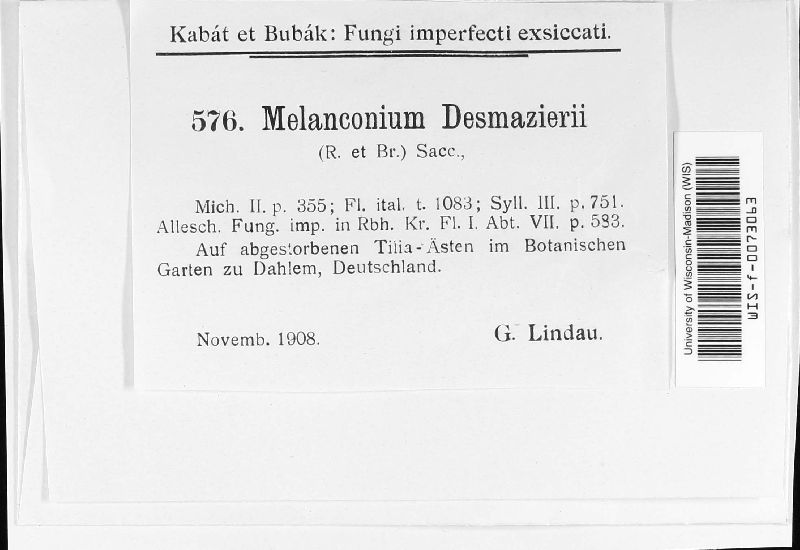 Kabát et Bubák: Fungi imperfecti exsiccati.
576. Melanconium Desmazierii
(R. et Br.) Sacc.,
Mich. II. p. 355; Fl. ital. t. 1083; Syll. III. p. 751.
Allesch. Fung. imp. in Rbh. Kr. Fl. I. Abt. VII. p. 583.
Auf abgestorbenen Tilia-Ästen im Botanischen
Garten zu Dahlem, Deutschland.
Novemb. 1908.
G. Lindau.
University of Wisconsin-Madison (WIS)